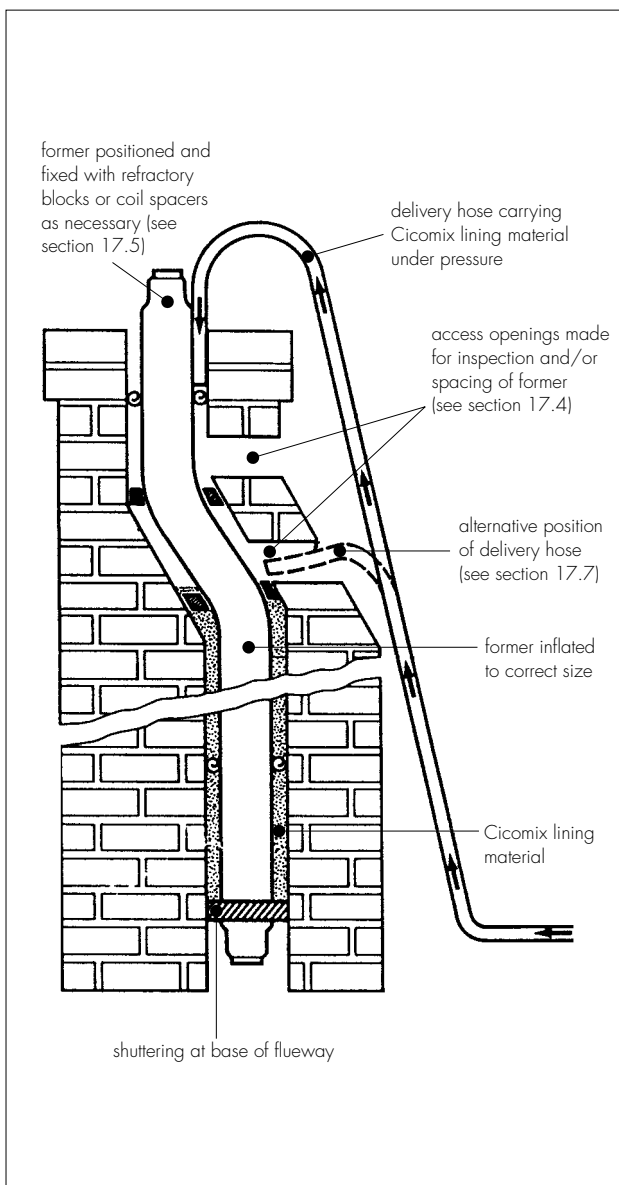 former positioned and
fixed with refractory
blocks or coil spacers
as necessary (see
section 17.5)
delivery hose carrying
Cicomix lining material
under pressure
access openings made
for inspection and/or
spacing of former
(see section 17.4)
alternative position
of delivery hose
(see section 17.7)
former inflated
to correct size
Cicomix lining
material
shuttering at base of flueway